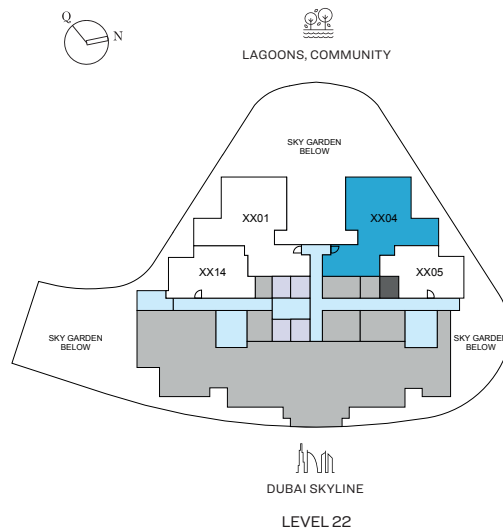 Q
N
LAGOONS, COMMUNITY
SKY GARDEN
BELOW
XX01
XX04
XX14
XX05
SKY GARDEN
BELOW
SKY GARDEN
BELOW
DUBAI SKYLINE
LEVEL 22